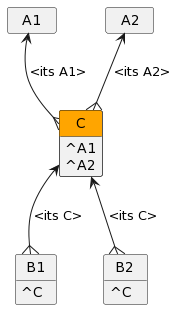 A1
A2
<its A1>
<its A2>
C
^A1
^A2
<its C>
<its C>
B1
B2
^C
^C